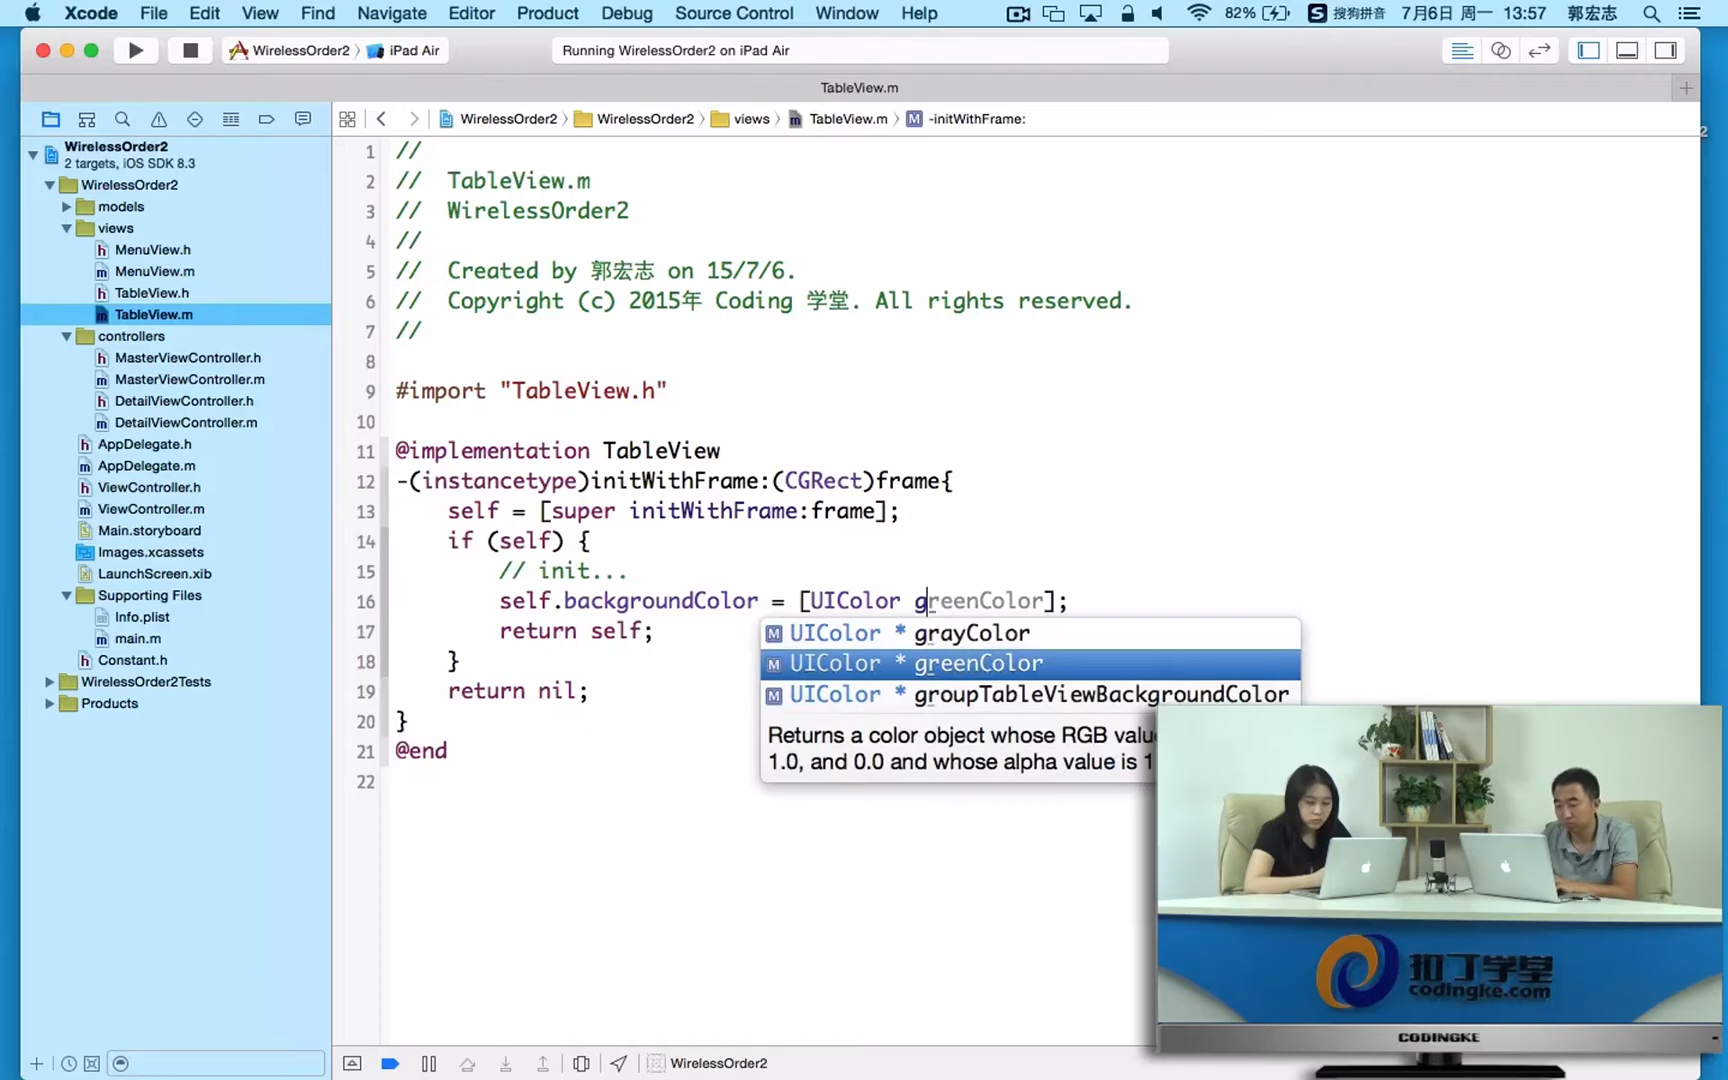 Xcode File Edit View Find Navigate Editor Product Debug Source Control Window Help 82% S 搜狗拼音 7月6日 周一 13:57 郭宏志
WirelessOrder2 〉 iPad Air
Running WirelessOrder2 on iPad Air
TableView.m
WirelessOrder2 〉 WirelessOrder2 〉 views 〉 TableView.m 〉 M -initWithFrame:
WirelessOrder2
2 targets, iOS SDK 8.3
WirelessOrder2
models
views
h MenuView.h
m MenuView.m
h TableView.h
m TableView.m
controllers
h MasterViewController.h
m MasterViewController.m
h DetailViewController.h
m DetailViewController.m
h AppDelegate.h
m AppDelegate.m
h ViewController.h
m ViewController.m
Main.storyboard
Images.xcassets
LaunchScreen.xib
Supporting Files
Info.plist
m main.m
h Constant.h
WirelessOrder2Tests
Products
1 //
2 //  TableView.m
3 //  WirelessOrder2
4 //
5 //  Created by 郭宏志 on 15/7/6.
6 //  Copyright (c) 2015年 Coding 学堂. All rights reserved.
7 //
8
9 #import "TableView.h"
10
11 @implementation TableView
12 -(instancetype)initWithFrame:(CGRect)frame{
13     self = [super initWithFrame:frame];
14     if (self) {
15         // init...
16         self.backgroundColor = [UIColor greenColor];
17         return self;
18     }
19     return nil;
20 }
21 @end
22
M UIColor * grayColor
M UIColor * greenColor
M UIColor * groupTableViewBackgroundColor
Returns a color object whose RGB valu
1.0, and 0.0 and whose alpha value is 1
扣丁学堂
codingke.com
CODINGKE
WirelessOrder2
2